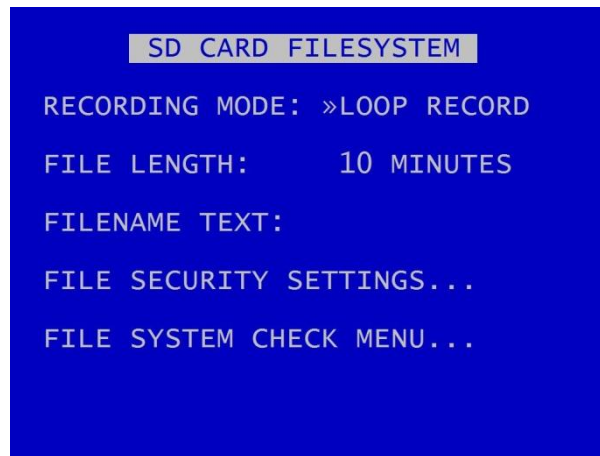 SD CARD FILESYSTEM
RECORDING MODE: »LOOP RECORD
FILE LENGTH: 10 MINUTES
FILENAME TEXT:
FILE SECURITY SETTINGS...
FILE SYSTEM CHECK MENU...